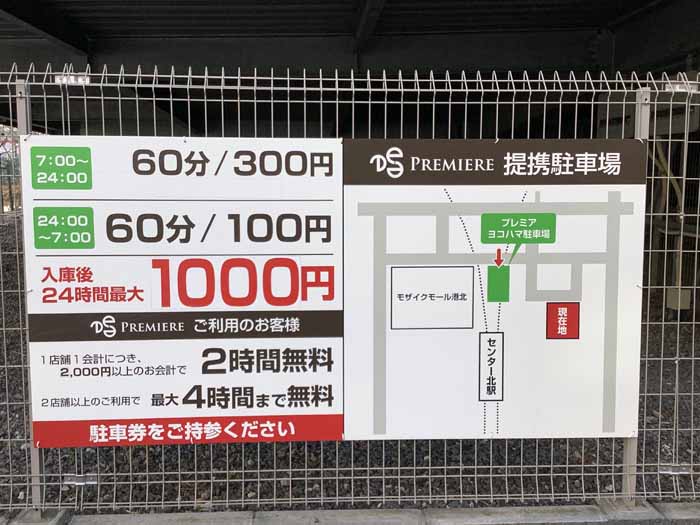 7:00〜
24:00
60分/300円
24:00
〜7:00
60分/100円
入庫後
24時間最大
1000円
DSS PREMIERE ご利用のお客様
1店舗1会計につき、
2,000円以上のお会計で
2時間無料
2店舗以上のご利用で 最大4時間まで無料
駐車券をご持参ください
PREMIERE 提携駐車場
プレミア
ヨコハマ駐車場
モザイクモール港北
現在地
センター北駅